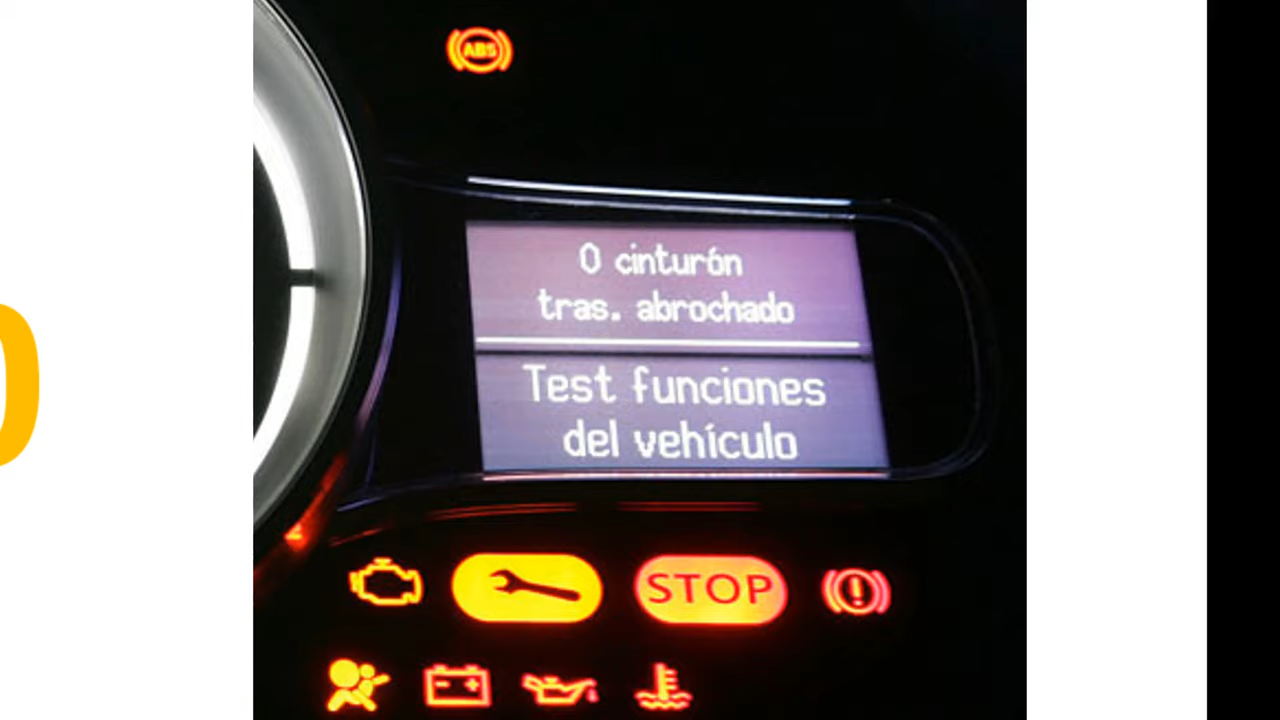 ABS
0 cinturón
tras. abrochado
Test funciones
del vehículo
STOP